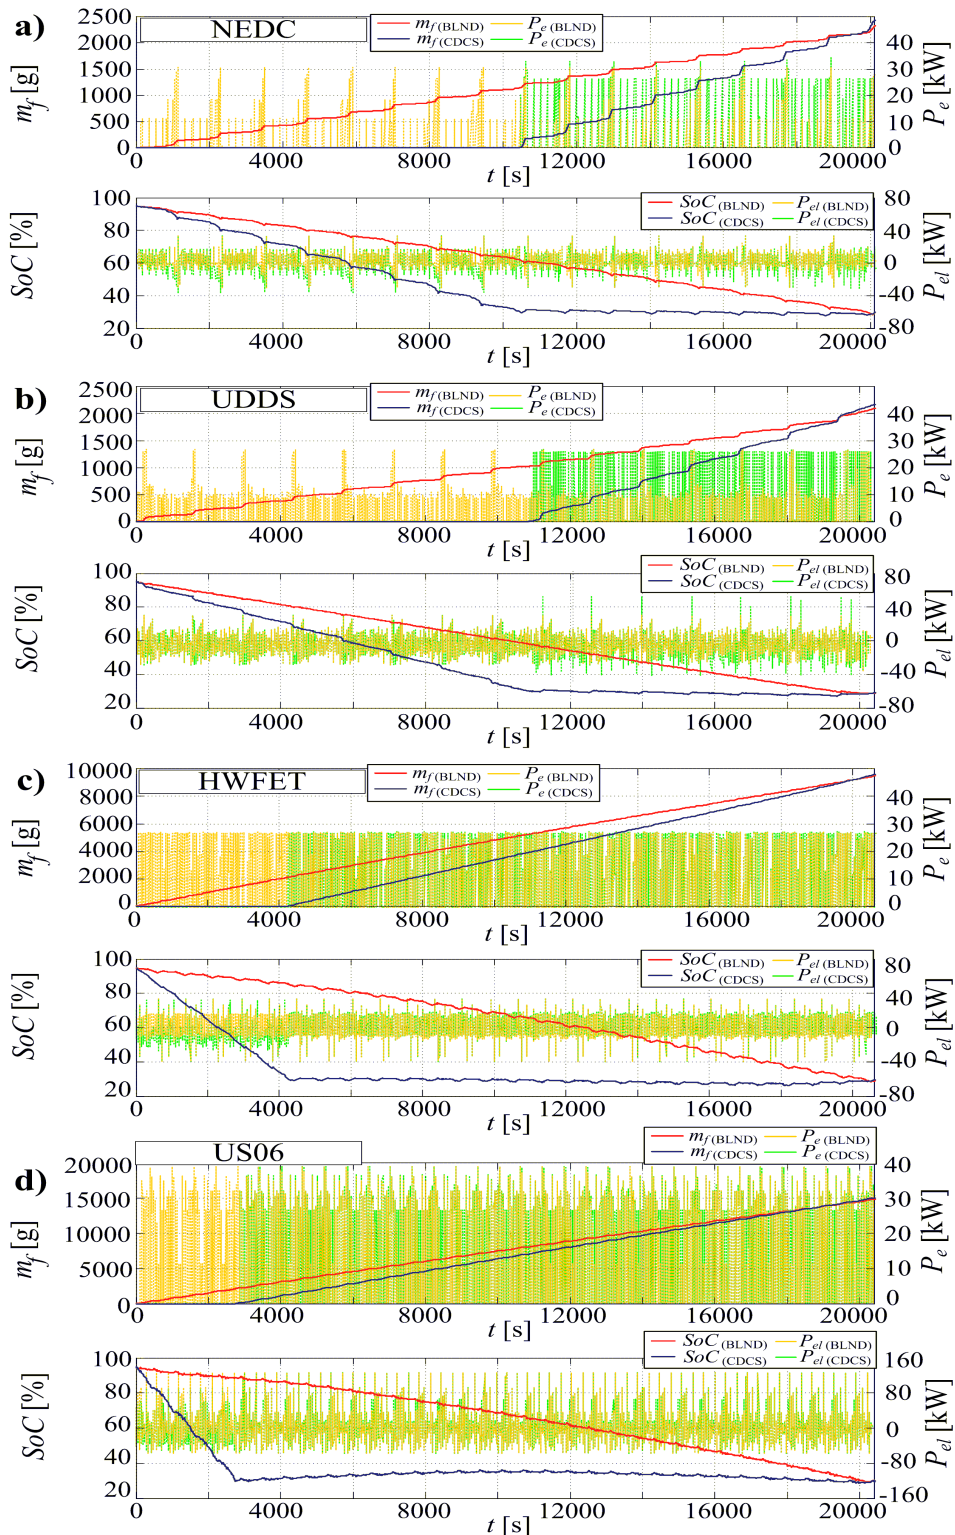 a)
NEDC
m_f (BLND) P_e (BLND)
m_f (CDCS) P_e (CDCS)
2500
2000
1500
1000
500
0
m_f [g]
40
30
20
10
0
P_e [kW]
0 4000 8000 12000 16000 20000
t [s]
SoC (BLND) P_el (BLND)
SoC (CDCS) P_el (CDCS)
100
80
60
40
20
SoC [%]
80
40
0
-40
-80
P_el [kW]
0 4000 8000 12000 16000 20000
t [s]
b)
UDDS
m_f (BLND) P_e (BLND)
m_f (CDCS) P_e (CDCS)
2500
2000
1500
1000
500
0
m_f [g]
40
30
20
10
0
P_e [kW]
0 4000 8000 12000 16000 20000
t [s]
SoC (BLND) P_el (BLND)
SoC (CDCS) P_el (CDCS)
100
80
60
40
20
SoC [%]
80
40
0
-40
-80
P_el [kW]
0 4000 8000 12000 16000 20000
t [s]
c)
HWFET
m_f (BLND) P_e (BLND)
m_f (CDCS) P_e (CDCS)
10000
8000
6000
4000
2000
0
m_f [g]
40
30
20
10
0
P_e [kW]
0 4000 8000 12000 16000 20000
t [s]
SoC (BLND) P_el (BLND)
SoC (CDCS) P_el (CDCS)
100
80
60
40
20
SoC [%]
80
40
0
-40
-80
P_el [kW]
0 4000 8000 12000 16000 20000
t [s]
d)
US06
m_f (BLND) P_e (BLND)
m_f (CDCS) P_e (CDCS)
20000
15000
10000
5000
0
m_f [g]
40
30
20
10
0
P_e [kW]
0 4000 8000 12000 16000 20000
t [s]
SoC (BLND) P_el (BLND)
SoC (CDCS) P_el (CDCS)
100
80
60
40
20
SoC [%]
160
80
0
-80
-160
P_el [kW]
0 4000 8000 12000 16000 20000
t [s]